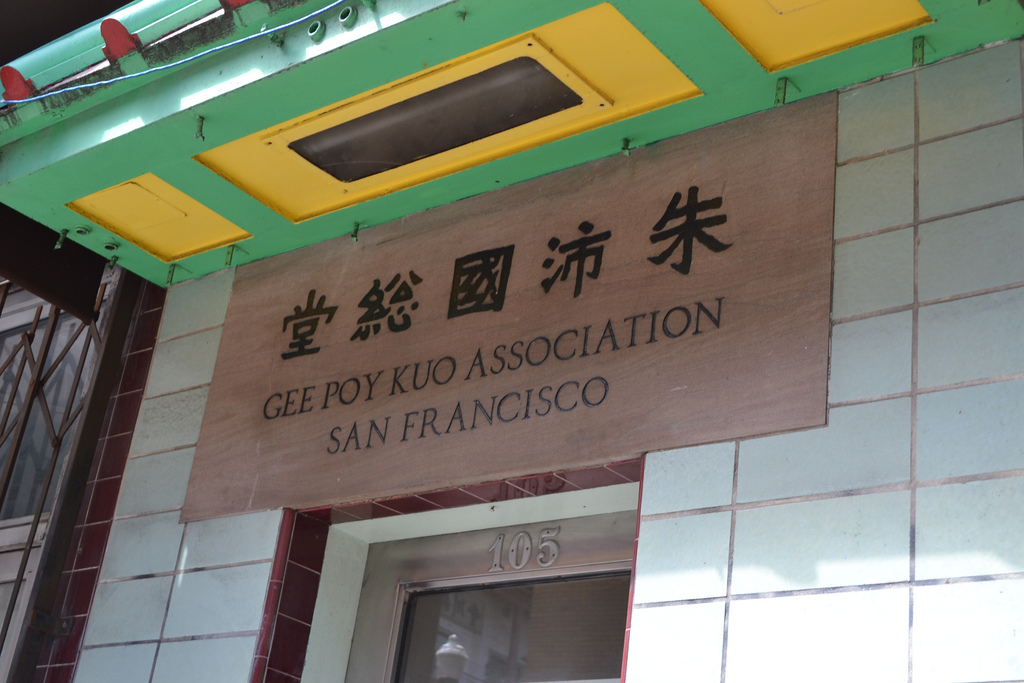 朱沛國総堂
GEE POY KUO ASSOCIATION
SAN FRANCISCO
105